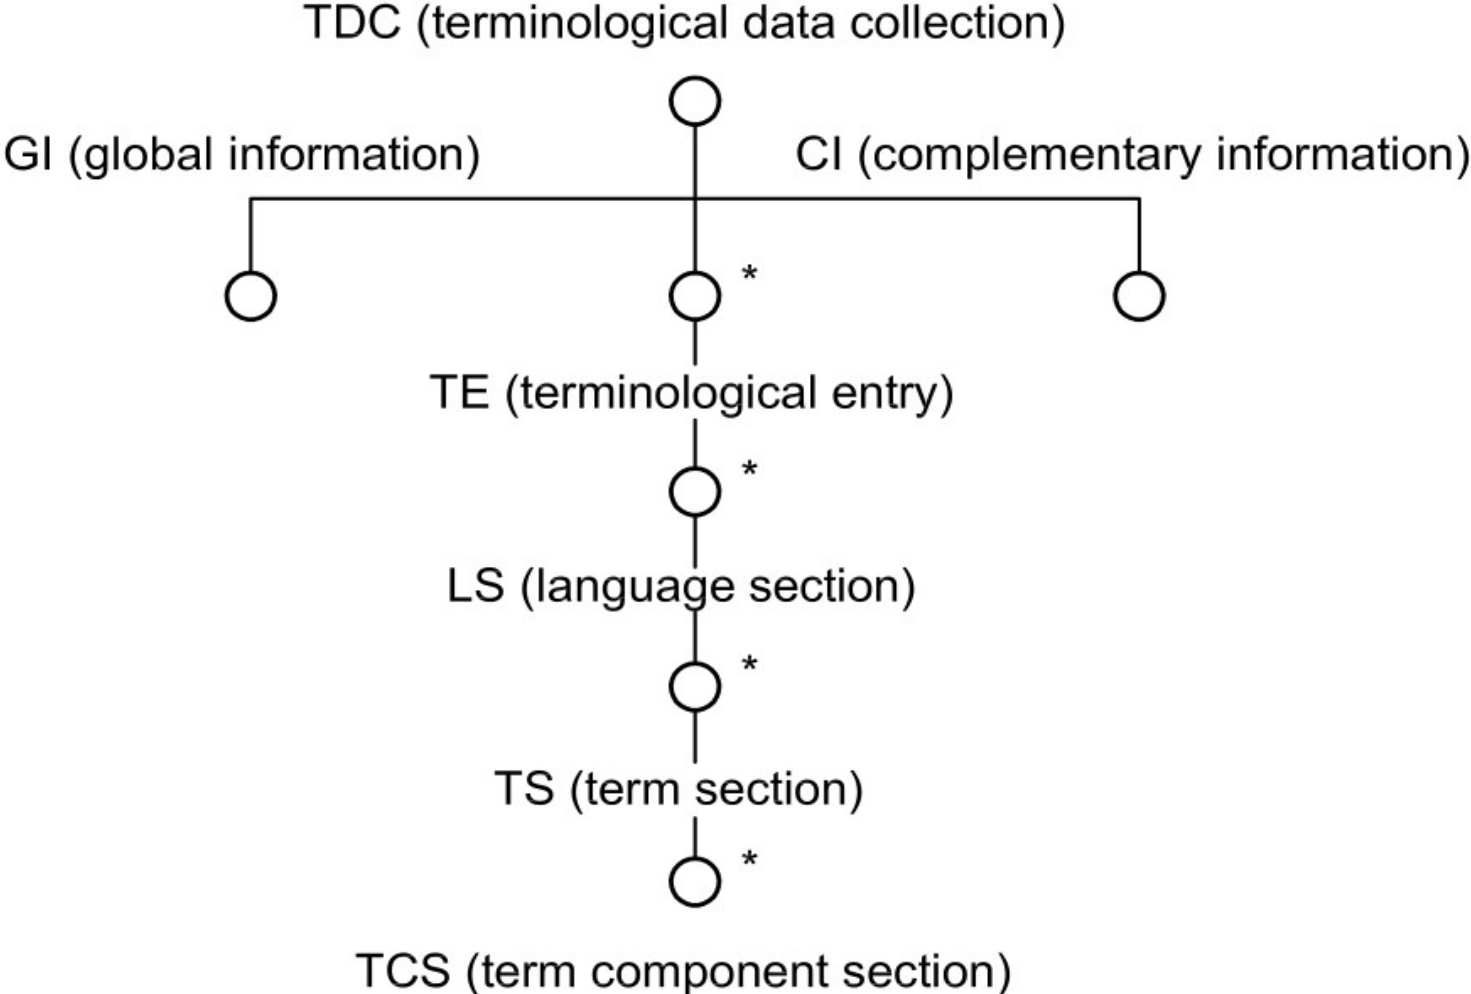 TDC (terminological data collection)
GI (global information)
CI (complementary information)
*
TE (terminological entry)
*
LS (language section)
*
TS (term section)
*
TCS (term component section)